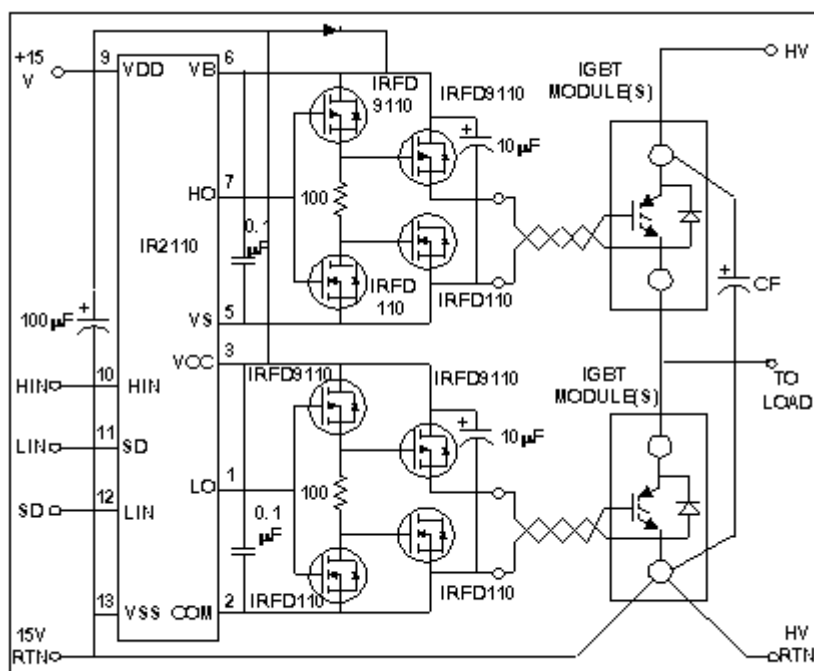 +15
V
9
VDD
VB
6
IRFD
9110
IRFD9110
+
10µF
IGBT
MODULE(S)
HV
7
HO
100
0.1
µF
IR2110
IRFD
110
IRFD110
+
CF
100µF
+
VS
5
VCC
3
IRFD9110
IRFD9110
IGBT
MODULE(S)
TO
LOAD
HIN
10
HIN
LIN
11
SD
+
10µF
LO
1
100
SD
12
LIN
0.1
µF
13
VSS
COM
2
IRFD110
IRFD110
15V
RTN
HV
RTN